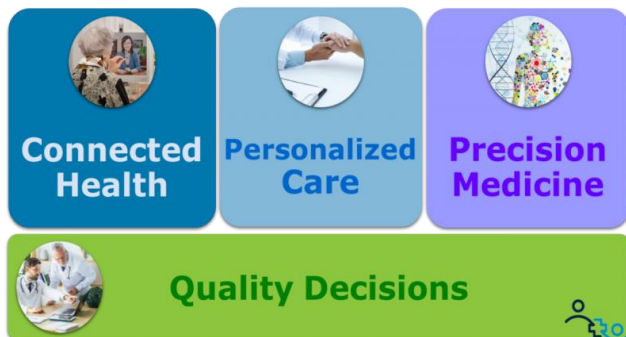 Connected
Health
Personalized
Care
Precision
Medicine
Quality Decisions